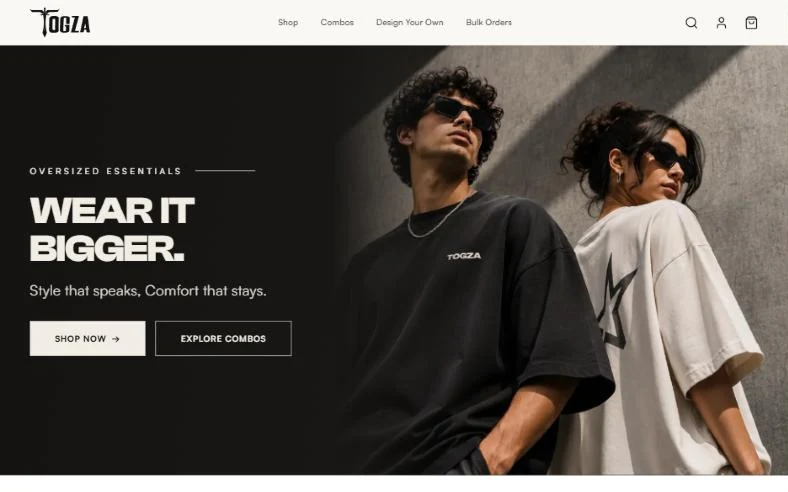 TOGZA
Shop Combos Design Your Own Bulk Orders
OVERSIZED ESSENTIALS
WEAR IT
BIGGER.
Style that speaks, Comfort that stays.
SHOP NOW →
EXPLORE COMBOS
TOGZA